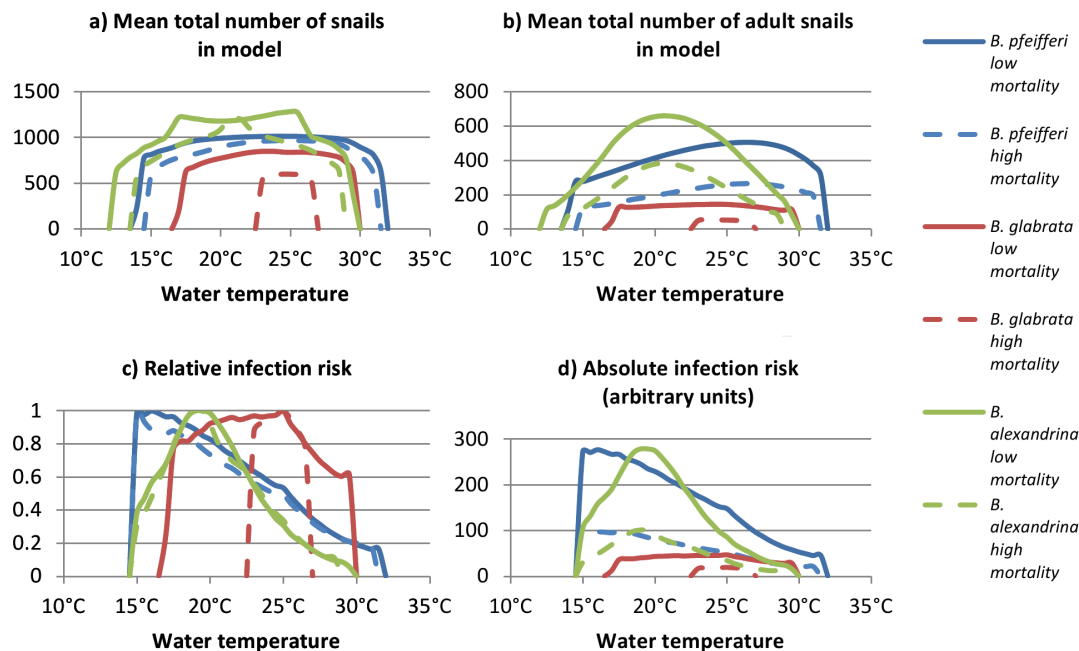 a) Mean total number of snails
in model
1500
1000
500
0
10°C 15°C 20°C 25°C 30°C 35°C
Water temperature
b) Mean total number of adult snails
in model
800
600
400
200
0
10°C 15°C 20°C 25°C 30°C 35°C
Water temperature
c) Relative infection risk
1
0.8
0.6
0.4
0.2
0
10°C 15°C 20°C 25°C 30°C 35°C
Water temperature
d) Absolute infection risk
(arbitrary units)
300
200
100
0
10°C 15°C 20°C 25°C 30°C 35°C
Water temperature
B. pfeifferi
low
mortality
B. pfeifferi
high
mortality
B. glabrata
low
mortality
B. glabrata
high
mortality
B.
alexandrina
low
mortality
B.
alexandrina
high
mortality